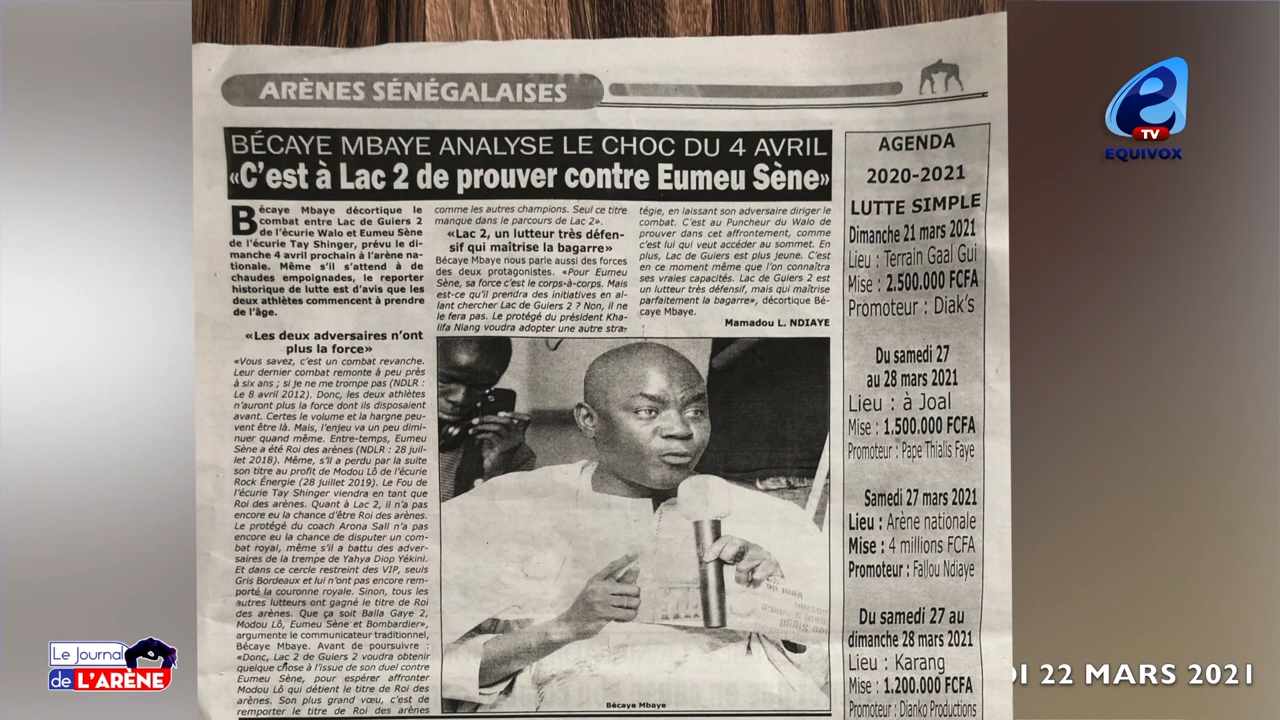 ARÈNES SÉNÉGALAISES
BÉCAYE MBAYE ANALYSE LE CHOC DU 4 AVRIL
«C'est à Lac 2 de prouver contre Eumeu Sène»
Bécaye Mbaye décortique le
combat entre Lac de Guiers 2
de l'écurie Walo et Eumeu Sène
de l'écurie Tay Shinger, prévu le di-
manche 4 avril prochain à l'arène na-
tionale. Même s'il s'attend à de
chaudes empoignades, le reporter
historique de lutte est d'avis que les
deux athlètes commencent à prendre
de l'âge.
«Les deux adversaires n'ont
plus la force»
«Vous savez, c'est un combat revanche.
Leur dernier combat remonte à peu près
à six ans ; si je ne me trompe pas (NDLR :
Le 8 avril 2012). Donc, les deux athlètes
n'auront plus la force dont ils disposaient
avant. Certes le volume et la hargne peu-
vent être là. Mais, l'enjeu va un peu dimi-
nuer quand même. Entre-temps, Eumeu
Sène a été Roi des arènes (NDLR : 28 juil-
let 2018). Même, s'il a perdu par la suite
son titre au profit de Modou Lô de l'écurie
Rock Énergie (28 juillet 2019). Le Fou de
l'écurie Tay Shinger viendra en tant que
Roi des arènes. Quant à Lac 2, il n'a pas
encore eu la chance d'être Roi des arènes.
Le protégé du coach Arona Sall n'a pas
encore eu la chance de disputer un com-
bat royal, même s'il a battu des adver-
saires de la trempe de Yahya Diop Yékini.
Et dans ce cercle restreint des VIP, seuls
Gris Bordeaux et lui n'ont pas encore rem-
porté la couronne royale. Sinon, tous les
autres lutteurs ont gagné le titre de Roi
des arènes. Que ça soit Balla Gaye 2,
Modou Lô, Eumeu Sène et Bombardier»,
argumente le communicateur traditionnel,
Bécaye Mbaye. Avant de poursuivre :
«Donc, Lac 2 de Guiers 2 voudra obtenir
quelque chose à l'issue de son duel contre
Eumeu Sène, pour espérer affronter
Modou Lô qui détient le titre de Roi des
arènes. Son plus grand vœu, c'est de
remporter le titre de Roi des arènes
comme les autres champions. Seul ce titre
manque dans le parcours de Lac 2».
«Lac 2, un lutteur très défen-
sif qui maîtrise la bagarre»
Bécaye Mbaye nous parle aussi des forces
des deux protagonistes. «Pour Eumeu
Sène, sa force c'est le corps-à-corps. Mais
est-ce qu'il prendra des initiatives en al-
lant chercher Lac de Guiers 2 ? Non, il ne
le fera pas. Le protégé du président Kha-
lifa Niang voudra adopter une autre stra-
tégie, en laissant son adversaire diriger le
combat. C'est au Puncheur du Walo de
prouver dans cet affrontement, comme
c'est lui qui veut accéder au sommet. En
plus, Lac de Guiers est plus jeune. C'est
en ce moment même que l'on connaîtra
ses vraies capacités. Lac de Guiers 2 est
un lutteur très défensif, mais qui maîtrise
parfaitement la bagarre», décortique Bé-
caye Mbaye.
Mamadou L. NDIAYE
Bécaye Mbaye
AGENDA
2020-2021
LUTTE SIMPLE
Dimanche 21 mars 2021
Lieu : Terrain Gaal Gui
Mise : 2.500.000 FCFA
Promoteur : Diak's
Du samedi 27
au 28 mars 2021
Lieu : à Joal
Mise : 1.500.000 FCFA
Promoteur : Pape Thialis Faye
Samedi 27 mars 2021
Lieu : Arène nationale
Mise : 4 millions FCFA
Promoteur : Fallou Ndiaye
Du samedi 27 au
dimanche 28 mars 2021
Lieu : Karang
Mise : 1.200.000 FCFA
Promoteur : Dianko Productions
e
TV
EQUIVOX
Le Journal
de L'ARÈNE
DI 22 MARS 2021